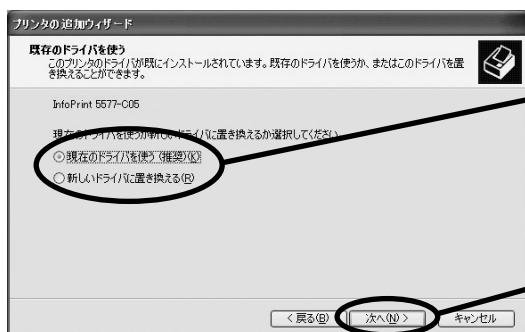 プリンタの追加ウィザード
既存のドライバを使う
このプリンタのドライバが既にインストールされています。既存のドライバを使うか、またはこのドライバを置
き換えることができます。
InfoPrint 5577-C05
現在のドライバを使うか新しいドライバに置き換えるか選択してください。
現在のドライバを使う (推奨)(K)
新しいドライバに置き換える(R)
< 戻る(B)
次へ(N) >
キャンセル